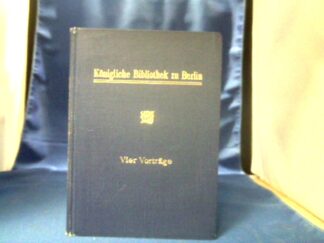 Königliche Bibliothek zu Berlin
Vier Vorträge